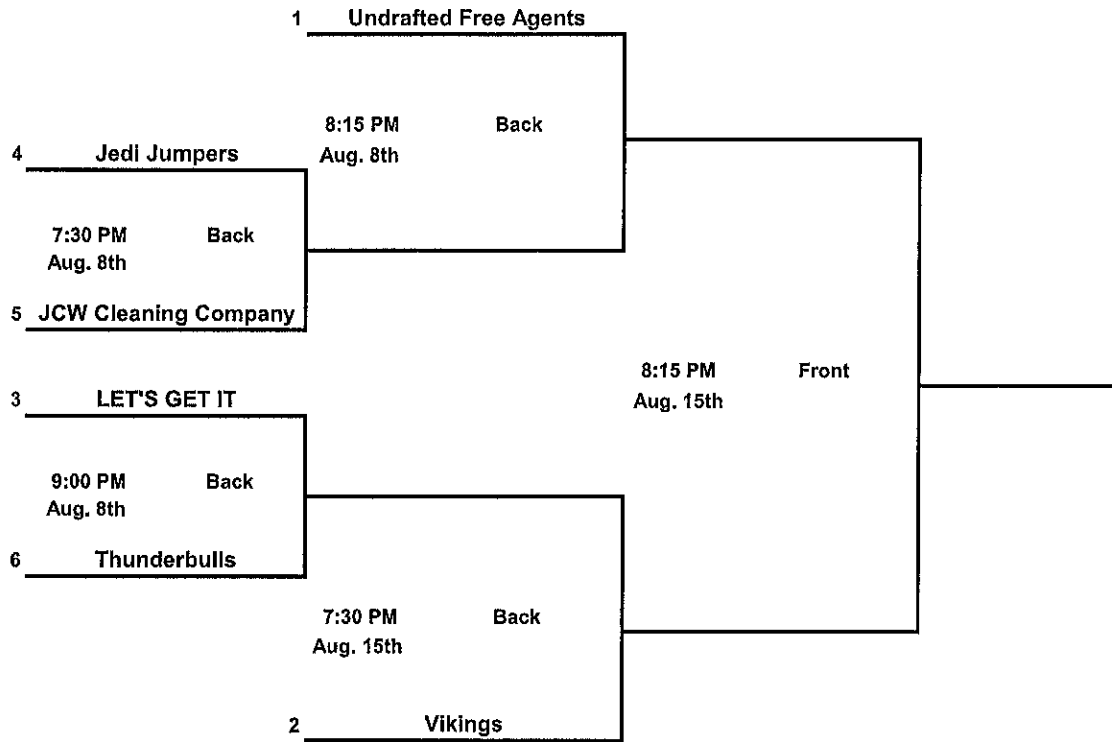 1 Undrafted Free Agents
8:15 PM Back
Aug. 8th
4 Jedi Jumpers
7:30 PM Back
Aug. 8th
5 JCW Cleaning Company
8:15 PM Front
Aug. 15th
3 LET'S GET IT
9:00 PM Back
Aug. 8th
6 Thunderbulls
7:30 PM Back
Aug. 15th
2 Vikings